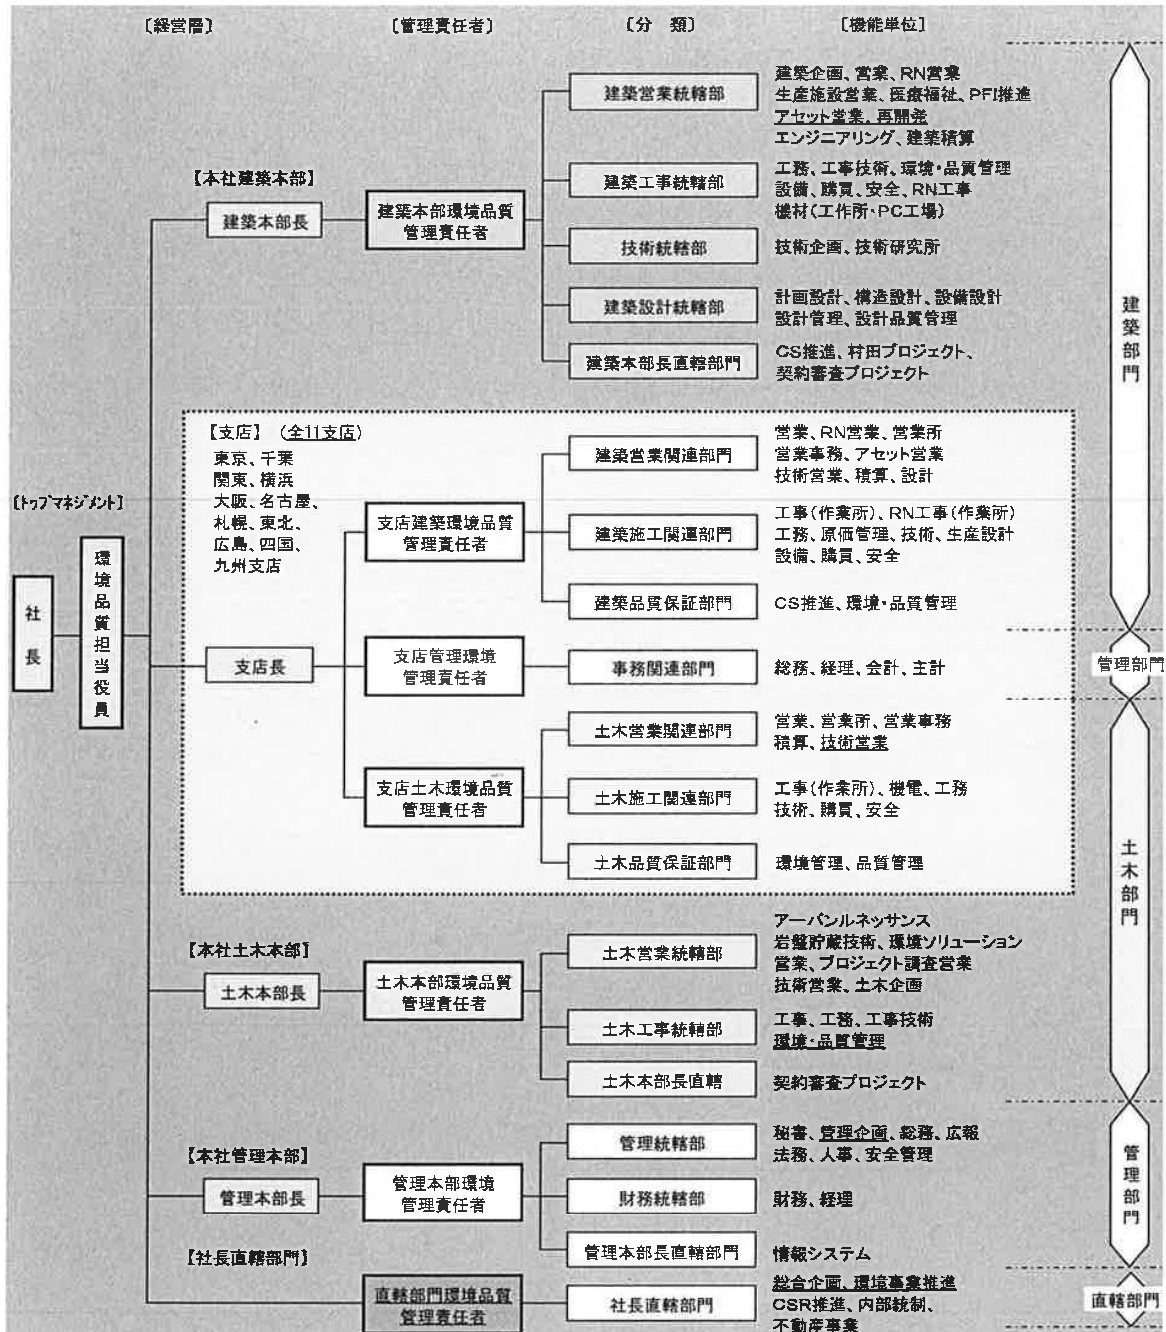 〔経営層〕
〔管理責任者〕
〔分　類〕
〔機能単位〕
建築営業統轄部
建築企画、営業、RN営業
生産施設営業、医療福祉、PFI推進
アセット営業、再開発
エンジニアリング、建築積算
【本社建築本部】
建築本部長
建築本部環境品質
管理責任者
建築工事統轄部
工務、工事技術、環境・品質管理
設備、購買、安全、RN工事
機材(工作所・PC工場)
技術統轄部
技術企画、技術研究所
建築設計統轄部
計画設計、構造設計、設備設計
設計管理、設計品質管理
建築本部長直轄部門
CS推進、村田プロジェクト、
契約審査プロジェクト
建築部門
【支店】　(全11支店)
東京、千葉
関東、横浜
大阪、名古屋、
札幌、東北、
広島、四国、
九州支店
〔トップマネジメント〕
社長
環境品質担当役員
支店長
支店建築環境品質
管理責任者
建築営業関連部門
営業、RN営業、営業所
営業事務、アセット営業
技術営業、積算、設計
建築施工関連部門
工事(作業所)、RN工事(作業所)
工務、原価管理、技術、生産設計
設備、購買、安全
建築品質保証部門
CS推進、環境・品質管理
支店管理環境
管理責任者
事務関連部門
総務、経理、会計、主計
管理部門
支店土木環境品質
管理責任者
土木営業関連部門
営業、営業所、営業事務
積算、技術営業
土木施工関連部門
工事(作業所)、機電、工務
技術、購買、安全
土木品質保証部門
環境管理、品質管理
土木部門
【本社土木本部】
土木本部長
土木本部環境品質
管理責任者
土木営業統轄部
アーバンルネッサンス
岩盤貯蔵技術、環境ソリューション
営業、プロジェクト調査営業
技術営業、土木企画
土木工事統轄部
工事、工務、工事技術
環境・品質管理
土木本部長直轄
契約審査プロジェクト
【本社管理本部】
管理本部長
管理本部環境
管理責任者
管理統轄部
秘書、管理企画、総務、広報
法務、人事、安全管理
財務統轄部
財務、経理
管理本部長直轄部門
情報システム
管理部門
【社長直轄部門】
直轄部門環境品質
管理責任者
社長直轄部門
総合企画、環境事業推進
CSR推進、内部統制、
不動産事業
直轄部門